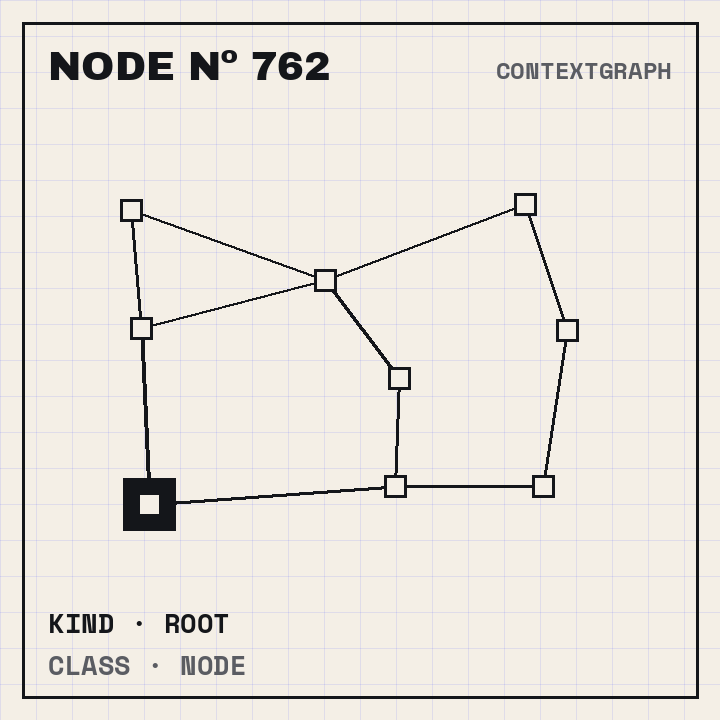 NODE Nº 762
CONTEXTGRAPH
KIND · ROOT
CLASS · NODE